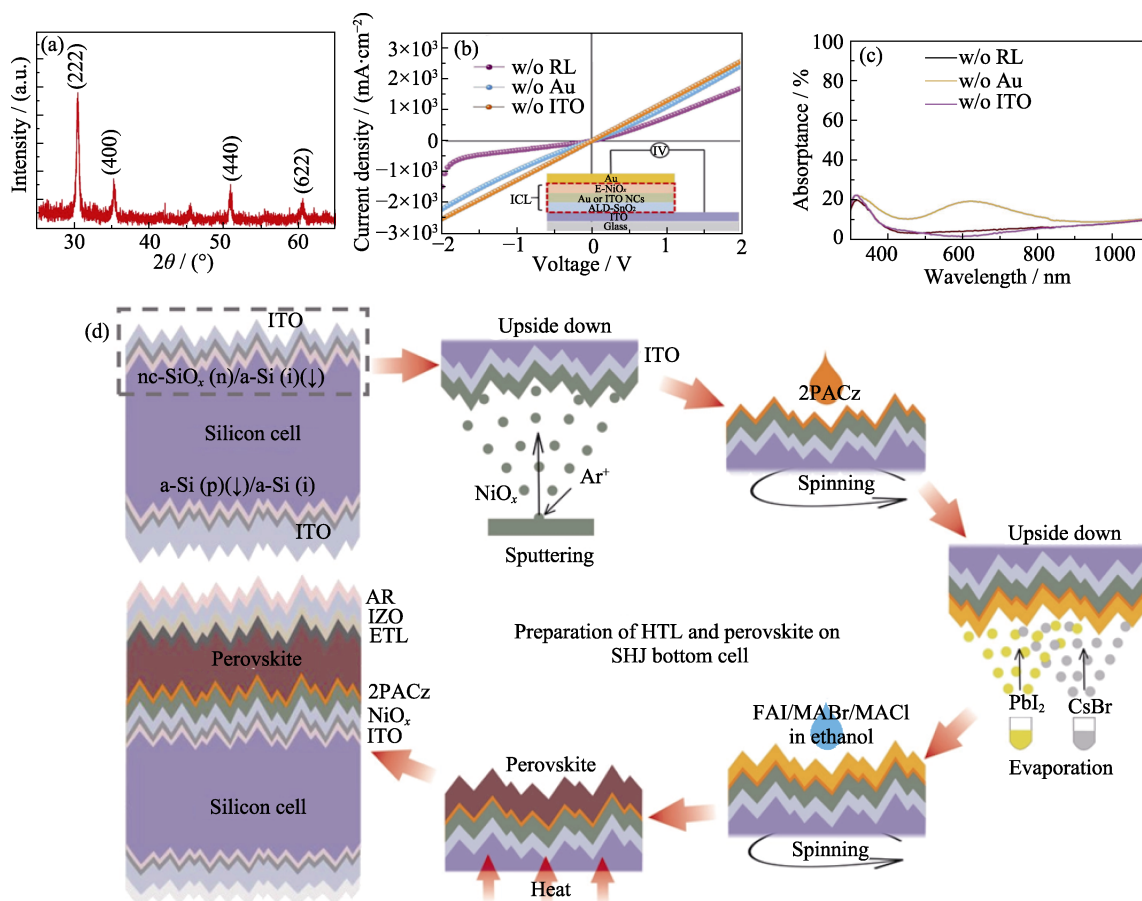 (a)
Intensity / (a.u.)
(222)
(400)
(440)
(622)
30
40
50
60
2θ / (°)
(b)
Current density / (mA·cm⁻²)
3×10³
2×10³
1×10³
0
−1×10³
−2×10³
−3×10³
w/o RL
w/o Au
w/o ITO
IV
ICL
Au
E-NiOₓ
Au or ITO NCs
ALD-SnO₂
ITO
Glass
−2
−1
0
1
2
Voltage / V
(c)
Absorptance / %
100
80
60
40
20
0
w/o RL
w/o Au
w/o ITO
400
600
800
1000
Wavelength / nm
(d)
ITO
nc-SiOₓ (n)/a-Si (i)(↓)
Silicon cell
a-Si (p)(↓)/a-Si (i)
ITO
Upside down
ITO
NiOₓ
Ar⁺
Sputtering
2PACz
Spinning
Upside down
PbI₂
CsBr
Evaporation
Preparation of HTL and perovskite on
SHJ bottom cell
FAI/MABr/MACl
in ethanol
Spinning
Perovskite
Heat
AR
IZO
ETL
Perovskite
2PACz
NiOₓ
ITO
Silicon cell